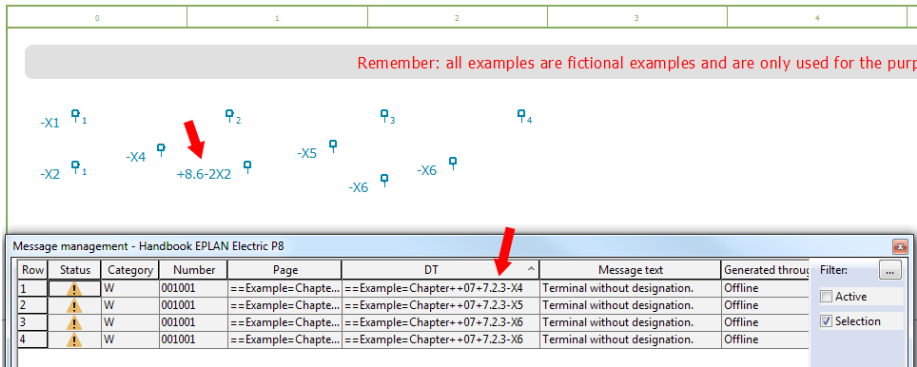 0 1 2 3 4
Remember: all examples are fictional examples and are only used for the purp
-X1 1 2 3 4
-X4 -X5
-X2 1 +8.6-2X2 -X6 -X6
Message management - Handbook EPLAN Electric P8
Row Status Category Number Page DT Message text Generated throug Filter: ...
1 W 001001 ==Example=Chapte... ==Example=Chapter++07+7.2.3-X4 Terminal without designation. Offline
Active
2 W 001001 ==Example=Chapte... ==Example=Chapter++07+7.2.3-X5 Terminal without designation. Offline
3 W 001001 ==Example=Chapte... ==Example=Chapter++07+7.2.3-X6 Terminal without designation. Offline
Selection
4 W 001001 ==Example=Chapte... ==Example=Chapter++07+7.2.3-X6 Terminal without designation. Offline